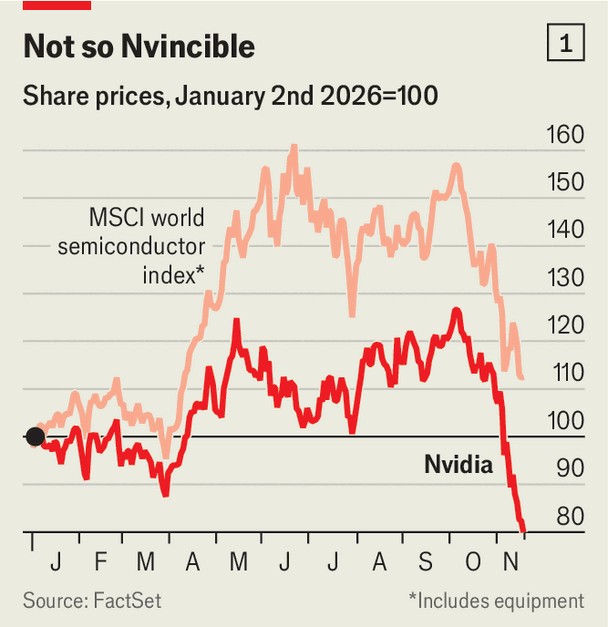 Not so Nvincible
1
Share prices, January 2nd 2026=100
160
150
140
130
120
110
100
90
80
MSCI world
semiconductor
index*
Nvidia
J F M A M J J A S O N
Source: FactSet
*Includes equipment